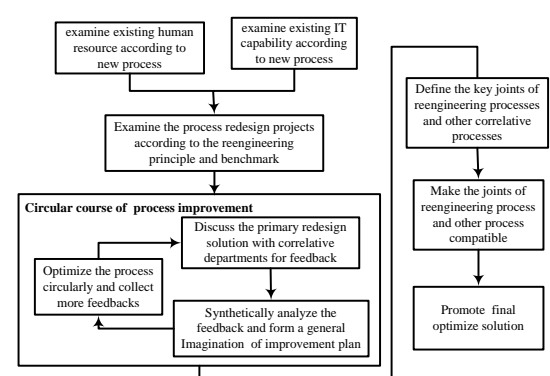 examine existing human
resource according to
new process
examine existing IT
capability according
to new process
Examine the process redesign projects
according to the reengineering
principle and benchmark
Circular course of process improvement
Discuss the primary redesign
solution with correlative
departments for feedback
Optimize the process
circularly and collect
more feedbacks
Synthetically analyze the
feedback and form a general
Imagination of improvement plan
Define the key joints of
reengineering processes
and other correlative
processes
Make the joints of
reengineering process
and other process
compatible
Promote final
optimize solution